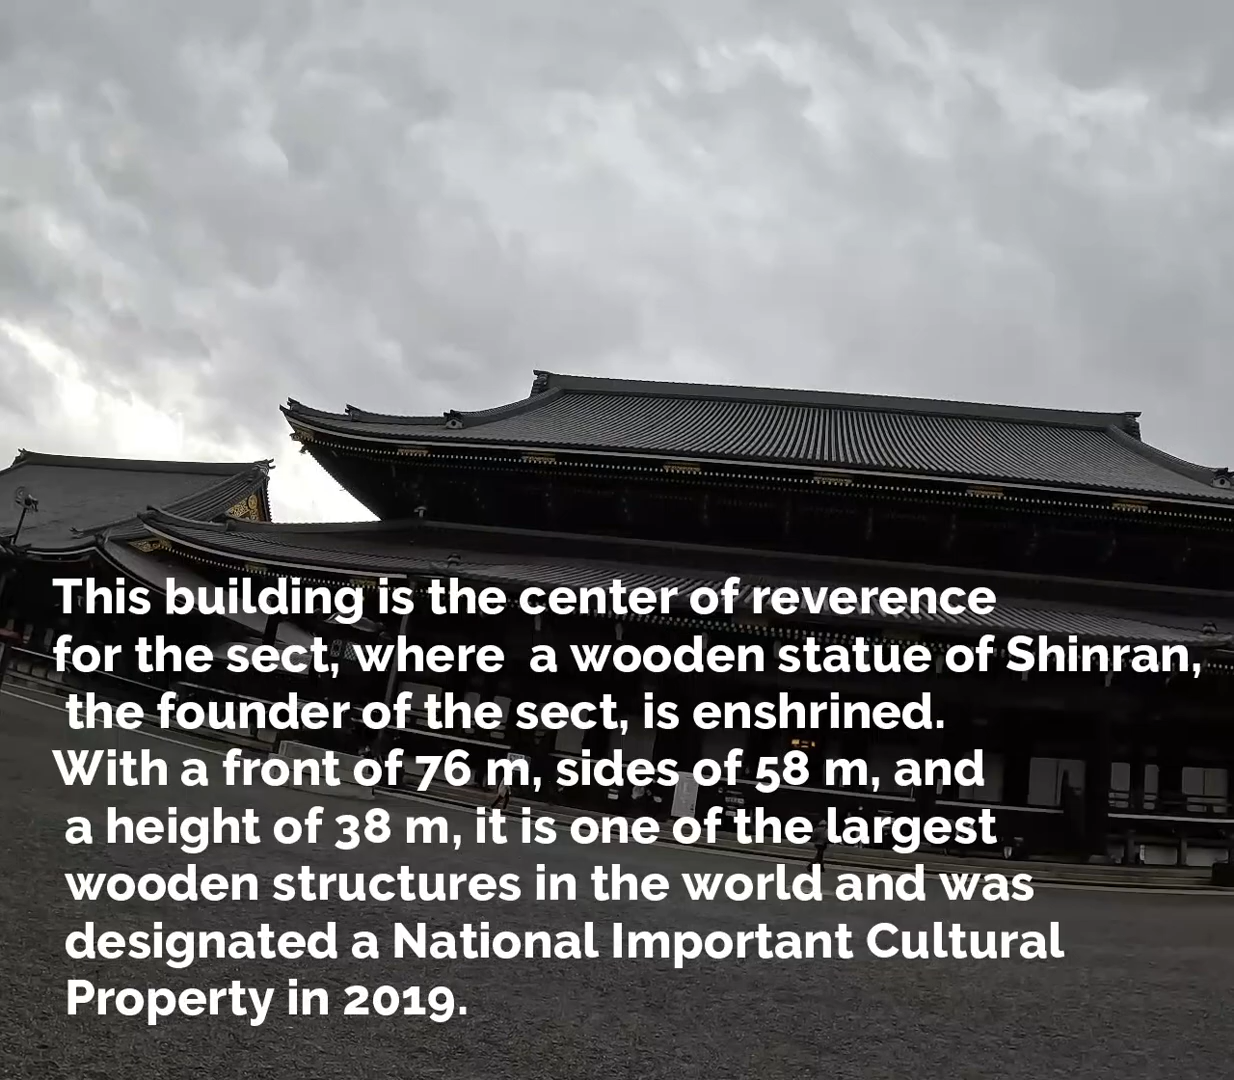 This building is the center of reverence
for the sect, where a wooden statue of Shinran,
the founder of the sect, is enshrined.
With a front of 76 m, sides of 58 m, and
a height of 38 m, it is one of the largest
wooden structures in the world and was
designated a National Important Cultural
Property in 2019.